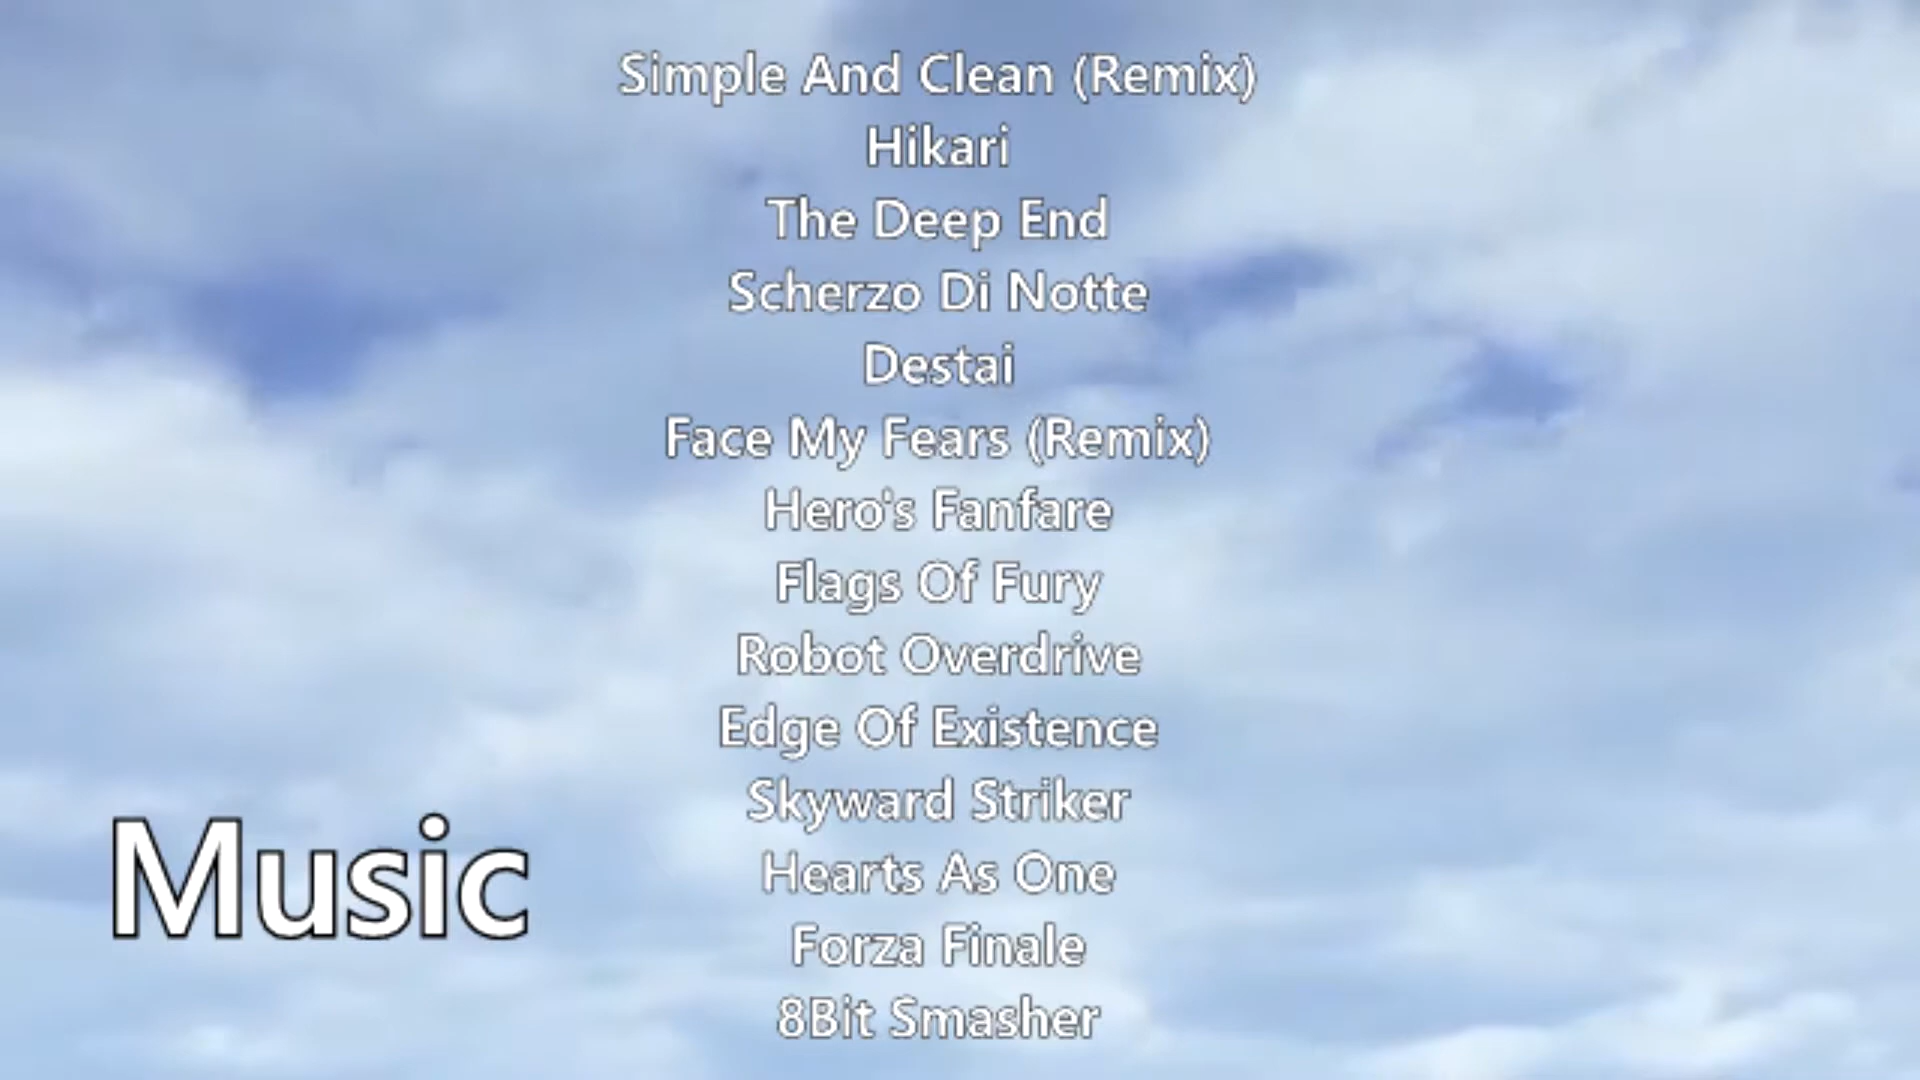 Simple And Clean (Remix)
Hikari
The Deep End
Scherzo Di Notte
Destai
Face My Fears (Remix)
Hero's Fanfare
Flags Of Fury
Robot Overdrive
Edge Of Existence
Skyward Striker
Hearts As One
Forza Finale
8Bit Smasher
Music